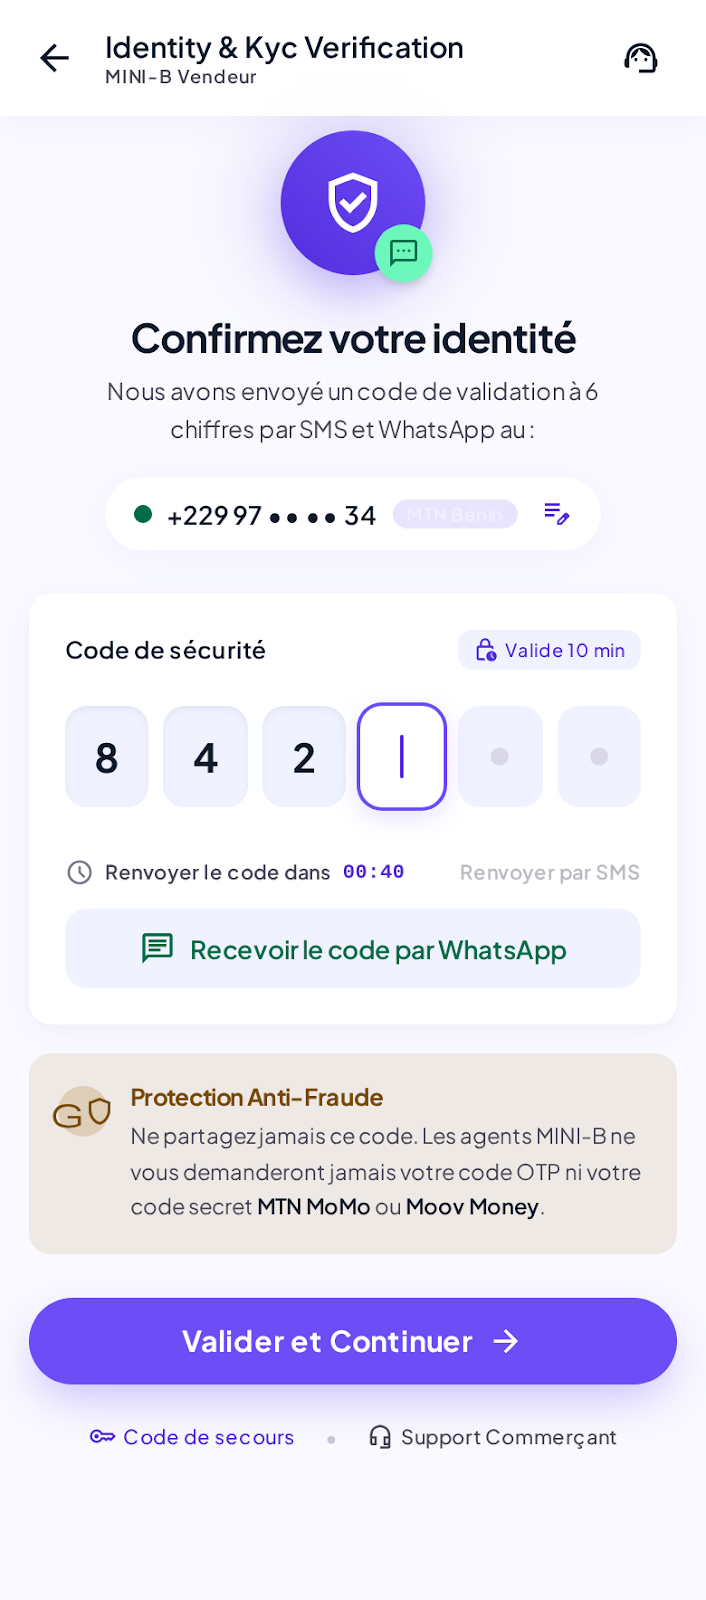 Identity & Kyc Verification
MINI-B Vendeur
Confirmez votre identité
Nous avons envoyé un code de validation à 6
chiffres par SMS et WhatsApp au :
+229 97 •• •• 34 MTN Bénin
Code de sécurité Valide 10 min
8 4 2
Renvoyer le code dans 00:40 Renvoyer par SMS
Recevoir le code par WhatsApp
Protection Anti-Fraude
G
Ne partagez jamais ce code. Les agents MINI-B ne
vous demanderont jamais votre code OTP ni votre
code secret MTN MoMo ou Moov Money.
Valider et Continuer
Code de secours • Support Commerçant